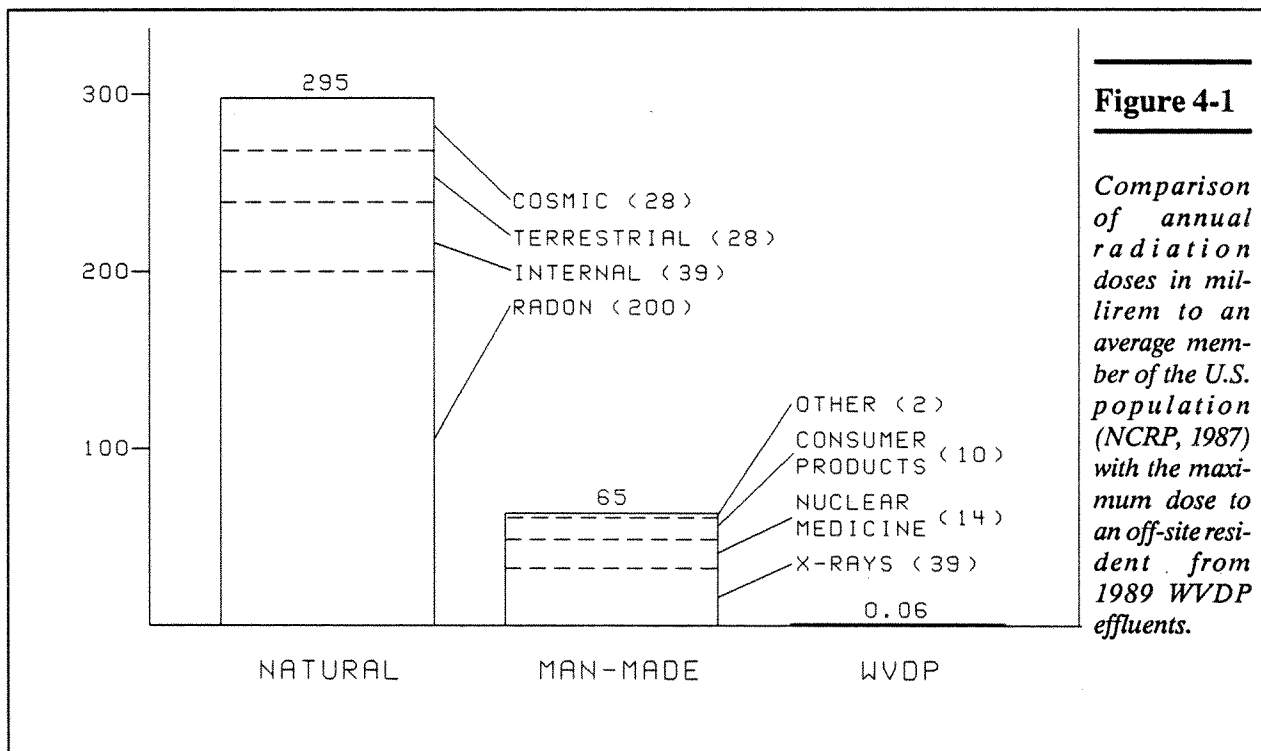 295
300
COSMIC (28)
TERRESTRIAL (28)
200
INTERNAL (39)
RADON (200)
OTHER (2)
CONSUMER
PRODUCTS (10)
100
65
NUCLEAR
MEDICINE (14)
X-RAYS (39)
0.06
NATURAL
MAN-MADE
WVDP
Figure 4-1
Comparison
of annual
radiation
doses in mil-
lirem to an
average mem-
ber of the U.S.
population
(NCRP, 1987)
with the maxi-
mum dose to
an off-site resi-
dent from
1989 WVDP
effluents.